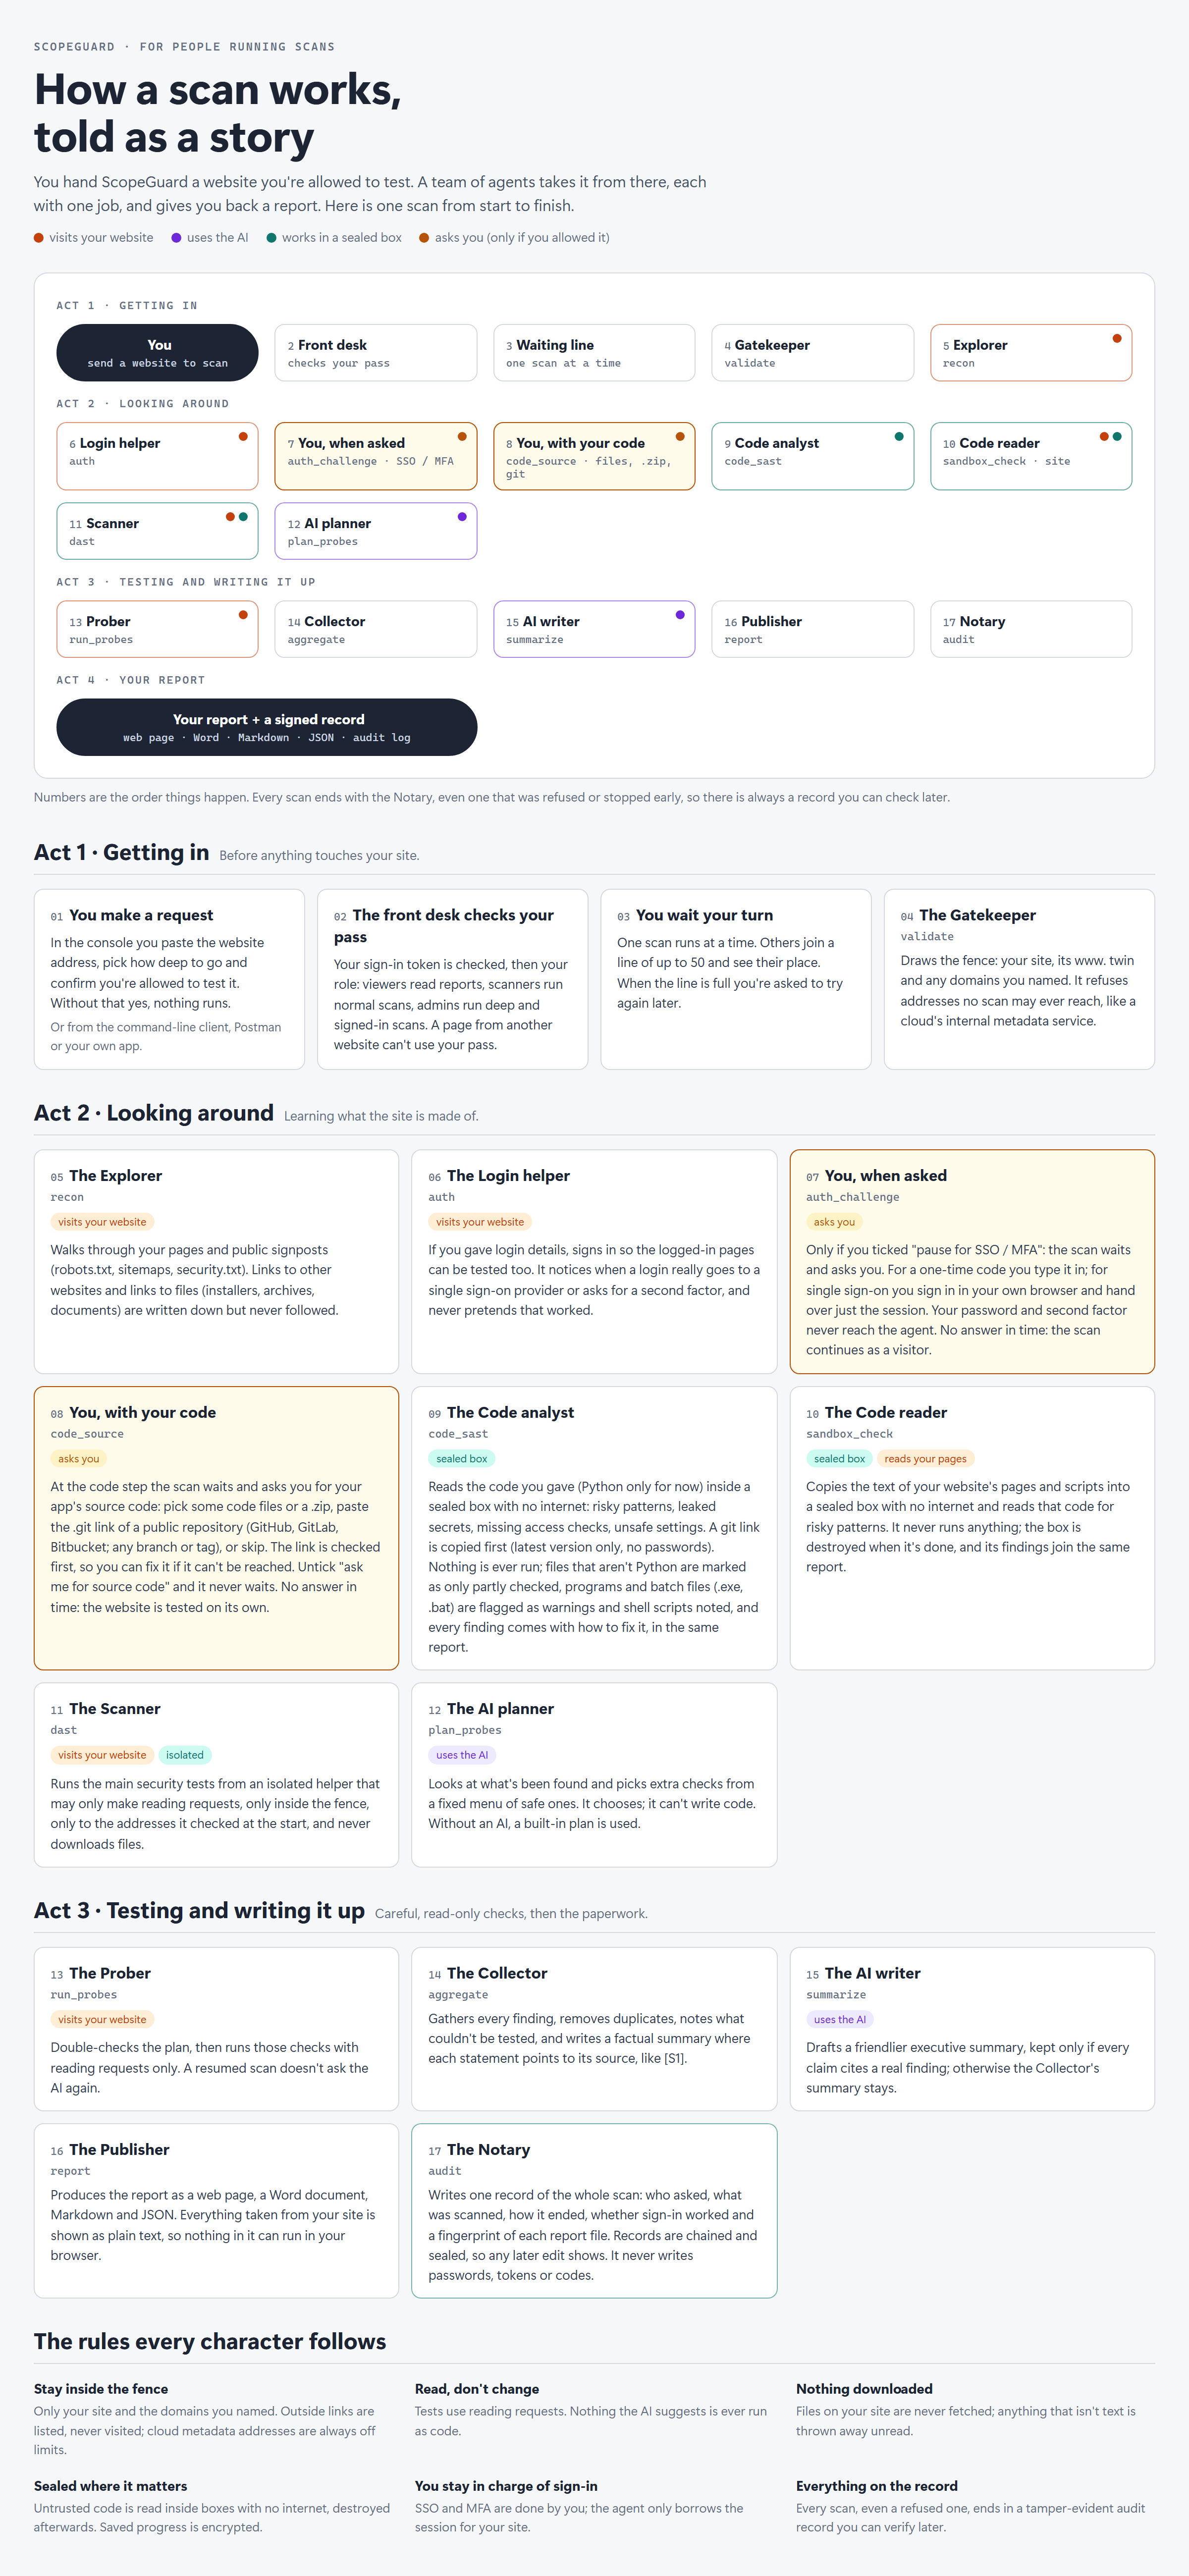 SCOPEGUARD · FOR PEOPLE RUNNING SCANS
How a scan works,
told as a story
You hand ScopeGuard a website you're allowed to test. A team of agents takes it from there, each
with one job, and gives you back a report. Here is one scan from start to finish.
visits your website uses the AI works in a sealed box asks you (only if you allowed it)
ACT 1 · GETTING IN
You
send a website to scan
2 Front desk
checks your pass
3 Waiting line
one scan at a time
4 Gatekeeper
validate
5 Explorer
recon
ACT 2 · LOOKING AROUND
6 Login helper
auth
7 You, when asked
auth_challenge · SSO / MFA
8 You, with your code
code_source · files, .zip,
git
9 Code analyst
code_sast
10 Code reader
sandbox_check · site
11 Scanner
dast
12 AI planner
plan_probes
ACT 3 · TESTING AND WRITING IT UP
13 Prober
run_probes
14 Collector
aggregate
15 AI writer
summarize
16 Publisher
report
17 Notary
audit
ACT 4 · YOUR REPORT
Your report + a signed record
web page · Word · Markdown · JSON · audit log
Numbers are the order things happen. Every scan ends with the Notary, even one that was refused or stopped early, so there is always a record you can check later.
Act 1 · Getting in Before anything touches your site.
01 You make a request
In the console you paste the website
address, pick how deep to go and
confirm you're allowed to test it.
Without that yes, nothing runs.
Or from the command-line client, Postman
or your own app.
02 The front desk checks your
pass
Your sign-in token is checked, then your
role: viewers read reports, scanners run
normal scans, admins run deep and
signed-in scans. A page from another
website can't use your pass.
03 You wait your turn
One scan runs at a time. Others join a
line of up to 50 and see their place.
When the line is full you're asked to try
again later.
04 The Gatekeeper
validate
Draws the fence: your site, its www. twin
and any domains you named. It refuses
addresses no scan may ever reach, like a
cloud's internal metadata service.
Act 2 · Looking around Learning what the site is made of.
05 The Explorer
recon
visits your website
Walks through your pages and public signposts
(robots.txt, sitemaps, security.txt). Links to other
websites and links to files (installers, archives,
documents) are written down but never followed.
06 The Login helper
auth
visits your website
If you gave login details, signs in so the logged-in pages
can be tested too. It notices when a login really goes to a
single sign-on provider or asks for a second factor, and
never pretends that worked.
07 You, when asked
auth_challenge
asks you
Only if you ticked "pause for SSO / MFA": the scan waits
and asks you. For a one-time code you type it in; for
single sign-on you sign in in your own browser and hand
over just the session. Your password and second factor
never reach the agent. No answer in time: the scan
continues as a visitor.
08 You, with your code
code_source
asks you
At the code step the scan waits and asks you for your
app's source code: pick some code files or a .zip, paste
the .git link of a public repository (GitHub, GitLab,
Bitbucket; any branch or tag), or skip. The link is checked
first, so you can fix it if it can't be reached. Untick "ask
me for source code" and it never waits. No answer in
time: the website is tested on its own.
09 The Code analyst
code_sast
sealed box
Reads the code you gave (Python only for now) inside a
sealed box with no internet: risky patterns, leaked
secrets, missing access checks, unsafe settings. A git link
is copied first (latest version only, no passwords).
Nothing is ever run; files that aren't Python are marked
as only partly checked, programs and batch files (.exe,
.bat) are flagged as warnings and shell scripts noted, and
every finding comes with how to fix it, in the same
report.
10 The Code reader
sandbox_check
sealed box reads your pages
Copies the text of your website's pages and scripts into
a sealed box with no internet and reads that code for
risky patterns. It never runs anything; the box is
destroyed when it's done, and its findings join the same
report.
11 The Scanner
dast
visits your website isolated
Runs the main security tests from an isolated helper that
may only make reading requests, only inside the fence,
only to the addresses it checked at the start, and never
downloads files.
12 The AI planner
plan_probes
uses the AI
Looks at what's been found and picks extra checks from
a fixed menu of safe ones. It chooses; it can't write code.
Without an AI, a built-in plan is used.
Act 3 · Testing and writing it up Careful, read-only checks, then the paperwork.
13 The Prober
run_probes
visits your website
Double-checks the plan, then runs those checks with
reading requests only. A resumed scan doesn't ask the
AI again.
14 The Collector
aggregate
Gathers every finding, removes duplicates, notes what
couldn't be tested, and writes a factual summary where
each statement points to its source, like [S1].
15 The AI writer
summarize
uses the AI
Drafts a friendlier executive summary, kept only if every
claim cites a real finding; otherwise the Collector's
summary stays.
16 The Publisher
report
Produces the report as a web page, a Word document,
Markdown and JSON. Everything taken from your site is
shown as plain text, so nothing in it can run in your
browser.
17 The Notary
audit
Writes one record of the whole scan: who asked, what
was scanned, how it ended, whether sign-in worked and
a fingerprint of each report file. Records are chained and
sealed, so any later edit shows. It never writes
passwords, tokens or codes.
The rules every character follows
Stay inside the fence
Only your site and the domains you named. Outside links are
listed, never visited; cloud metadata addresses are always off
limits.
Read, don't change
Tests use reading requests. Nothing the AI suggests is ever run
as code.
Nothing downloaded
Files on your site are never fetched; anything that isn't text is
thrown away unread.
Sealed where it matters
Untrusted code is read inside boxes with no internet, destroyed
afterwards. Saved progress is encrypted.
You stay in charge of sign-in
SSO and MFA are done by you; the agent only borrows the
session for your site.
Everything on the record
Every scan, even a refused one, ends in a tamper-evident audit
record you can verify later.